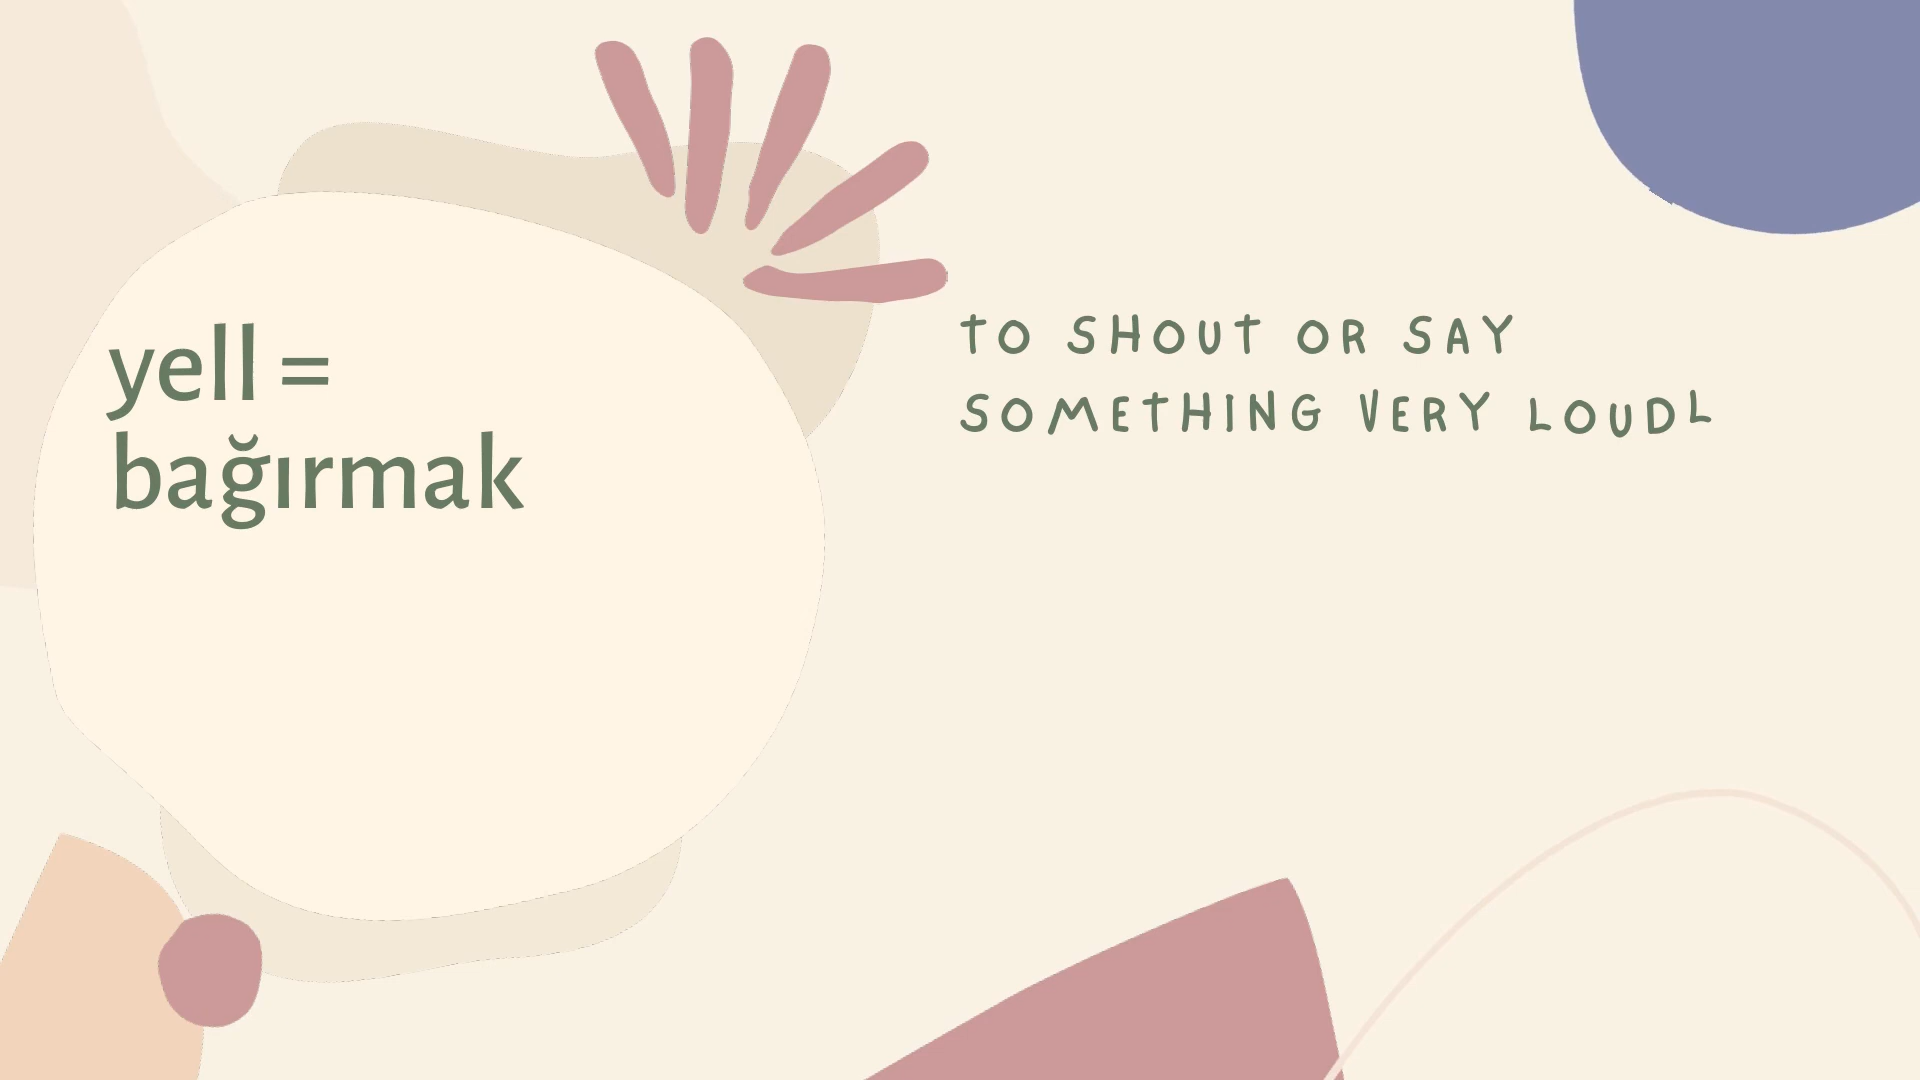 yell =
bağırmak
TO SHOUT OR SAY
SOMETHING VERY LOUDL